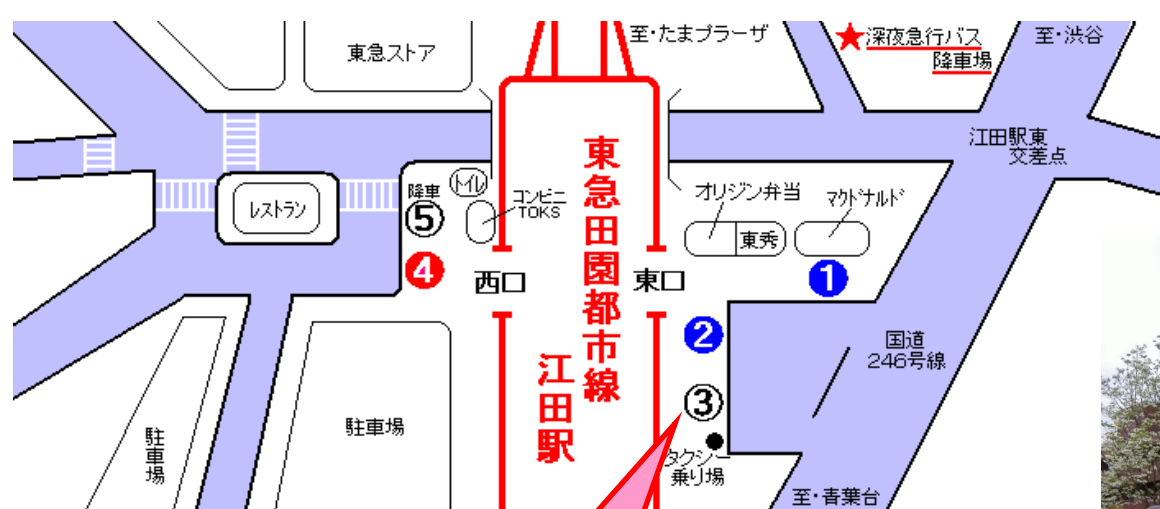 至・たまプラーザ
深夜急行バス
降車場
至・渋谷
東急ストア
江田駅東
交差点
降車
⑤
トイレ
コンビニ
TOKS
レストラン
オリジン弁当
マクドナルド
東秀
東急田園都市線
江田駅
④
西口
東口
①
②
③
国道
246号線
駐車場
駐車場
タクシー
乗り場
至・青葉台